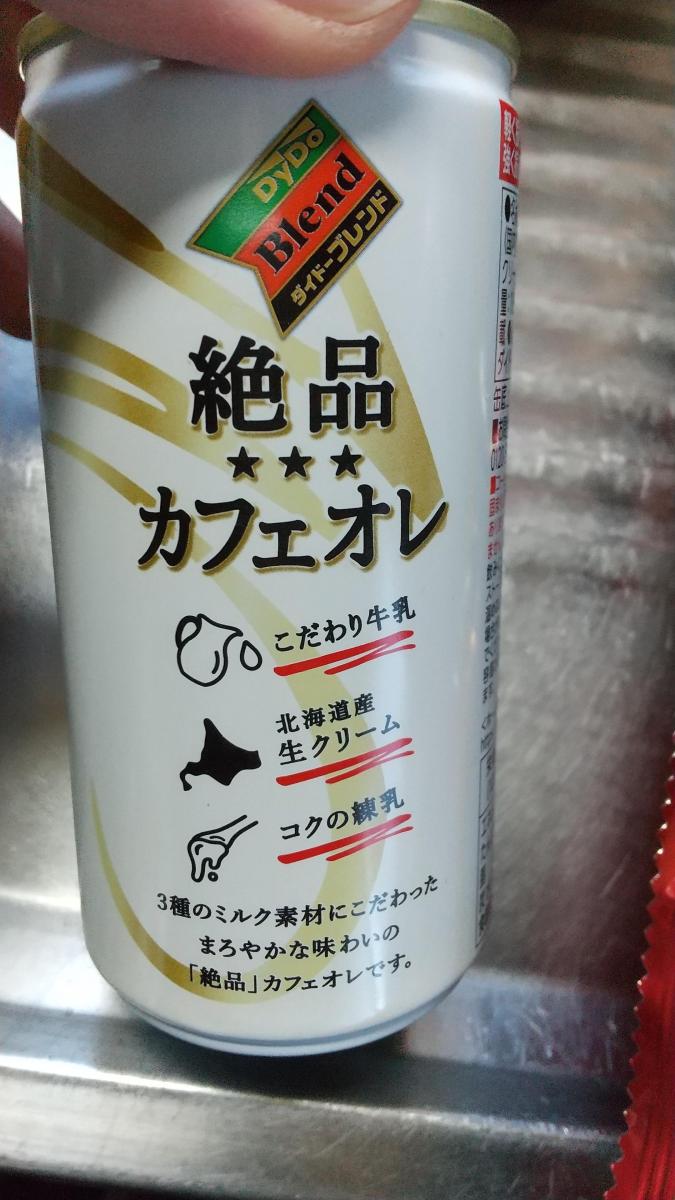 DyDo
Blend
ダイドーブレンド
絶品
★★★
カフェオレ
こだわり牛乳
北海道産
生クリーム
コクの練乳
3種のミルク素材にこだわった
まろやかな味わいの
「絶品」カフェオレです。